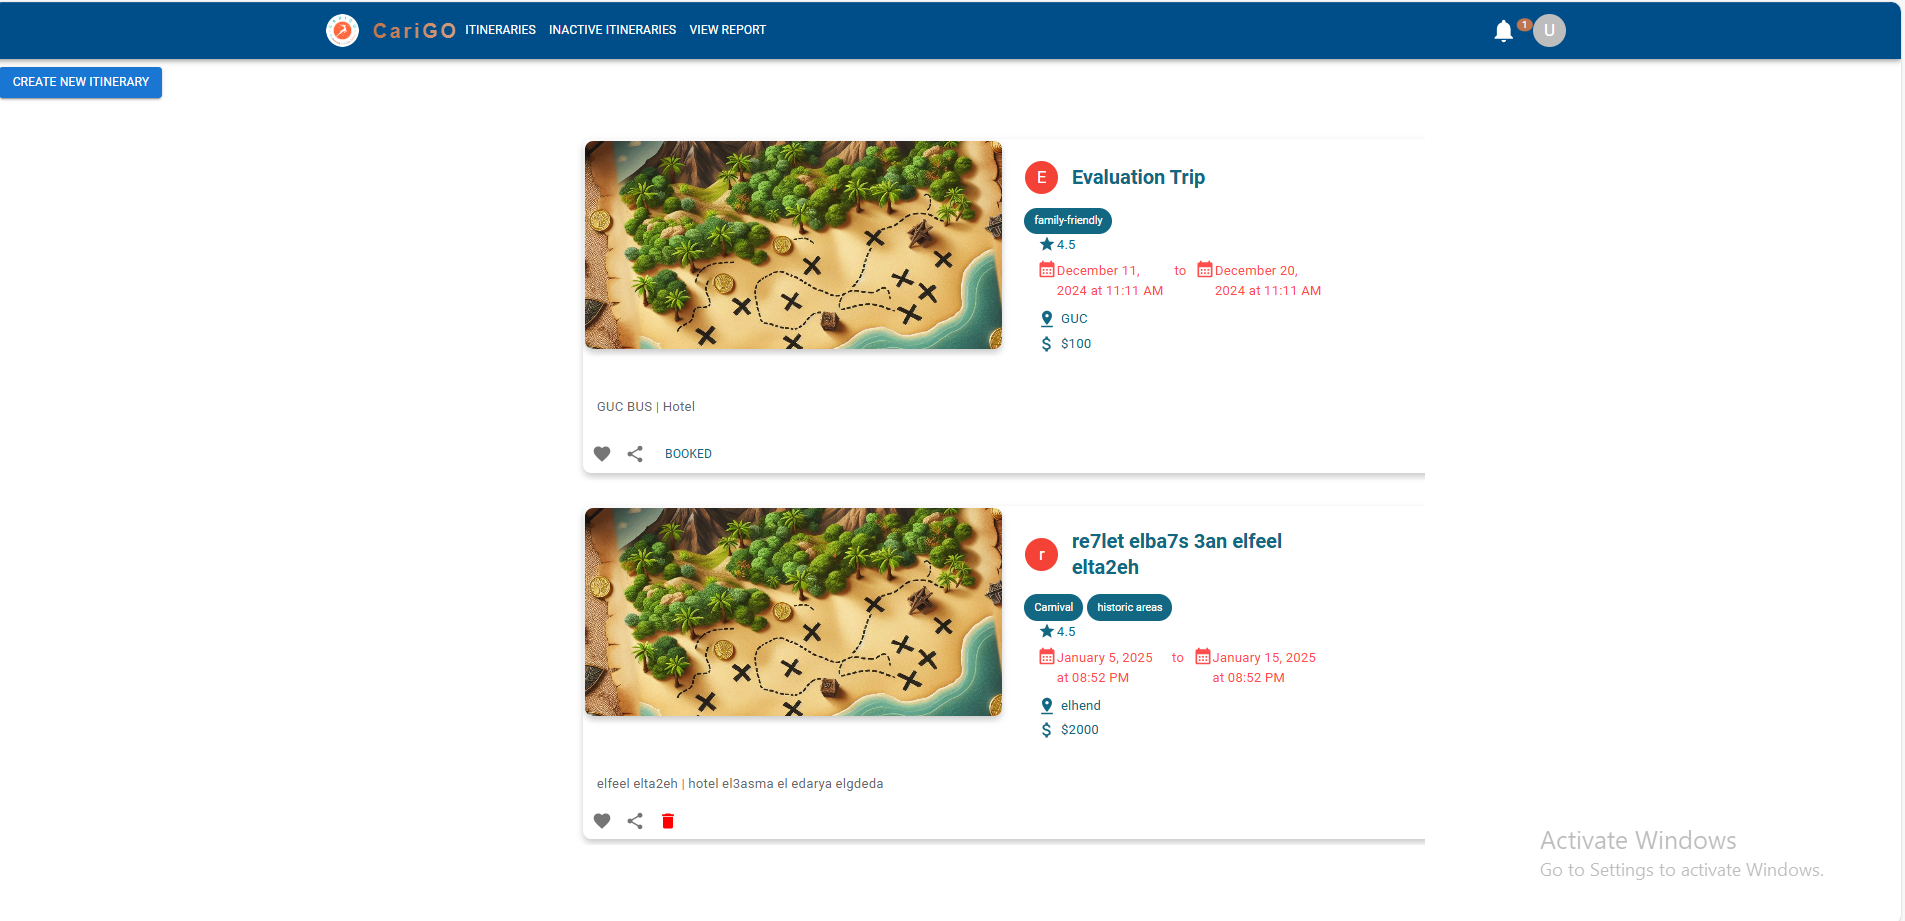 CariGO ITINERARIES INACTIVE ITINERARIES VIEW REPORT 1 U
CREATE NEW ITINERARY
E Evaluation Trip
family-friendly
4.5
December 11, to December 20,
2024 at 11:11 AM 2024 at 11:11 AM
GUC
$100
GUC BUS | Hotel
BOOKED
r re7let elba7s 3an elfeel
elta2eh
Carnival historic areas
4.5
January 5, 2025 to January 15, 2025
at 08:52 PM at 08:52 PM
elhend
$2000
elfeel elta2eh | hotel el3asma el edarya elgdeda
Activate Windows
Go to Settings to activate Windows.